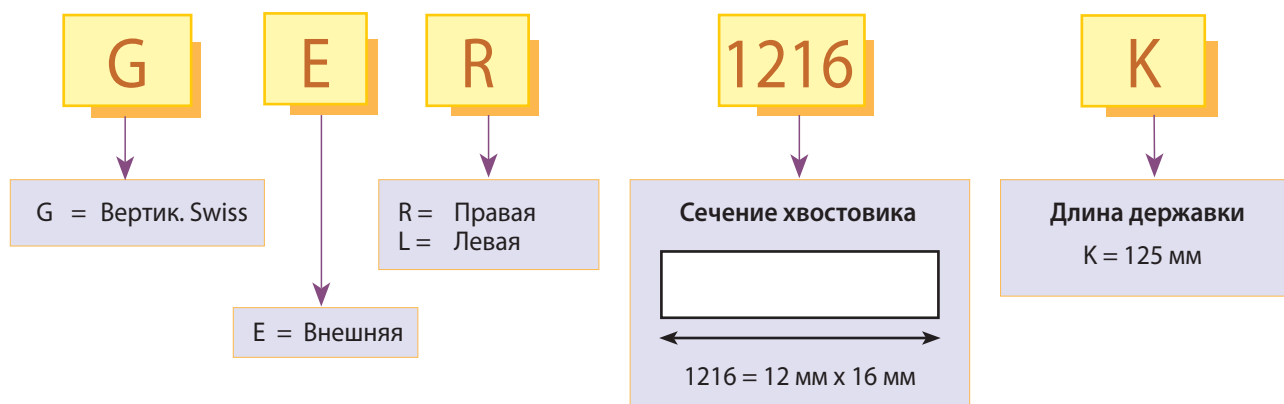 G E R 1216 K
G = Вертик. Swiss
E = Внешняя
R = Правая
L = Левая
Сечение хвостовика
1216 = 12 мм x 16 мм
Длина державки
K = 125 мм